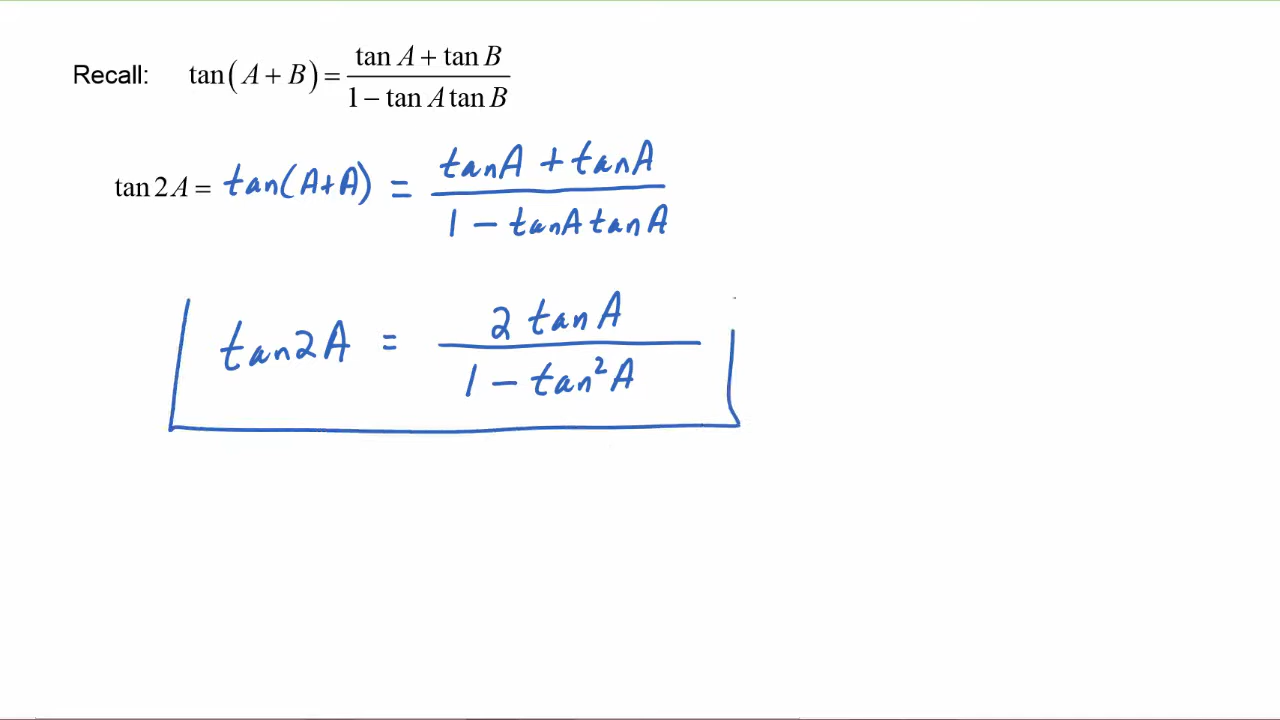 Recall: tan(A + B) = (tan A + tan B)/(1 − tan A tan B)
tan 2A = tan(A+A) = (tanA + tanA)/(1 − tanA tanA)
tan2A = (2 tanA)/(1 − tan²A)